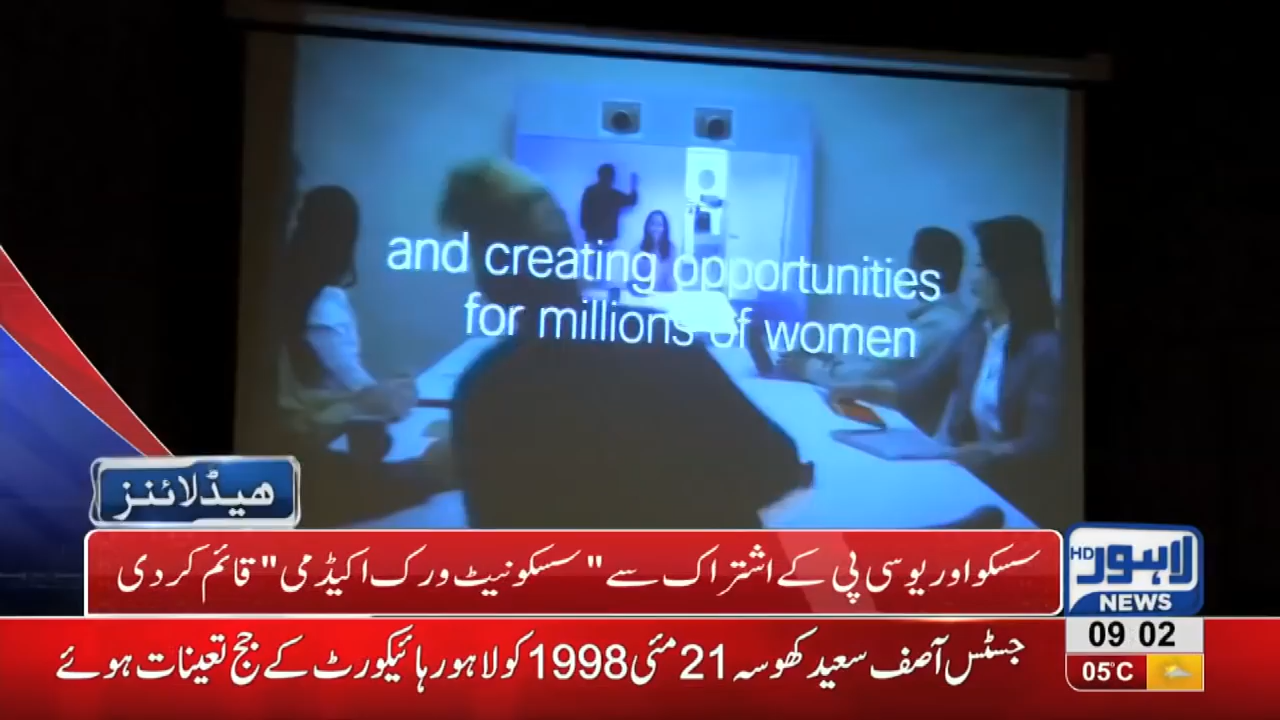 and creating opportunities
for millions of women
ھیڈلائنز
سسکو اور یو سی پی کے اشتراک سے "سسکو نیٹ ورک اکیڈمی" قائم کر دی
لاہور HD
NEWS
09 02
جسٹس آصف سعید کھوسہ 21 مئی 1998 کو لاہور ہائیکورٹ کے جج تعینات ہوئے
05°C